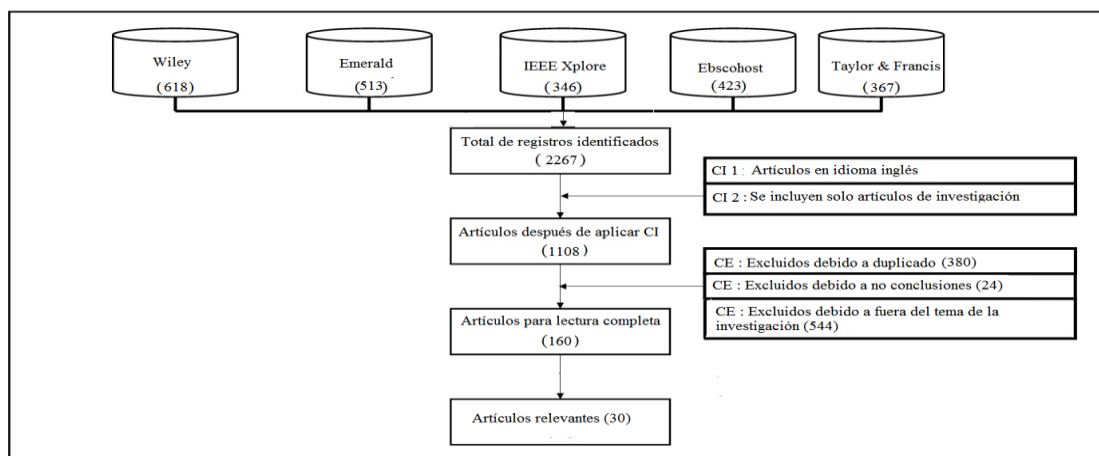 Wiley
(618)
Emerald
(513)
IEEE Xplore
(346)
Ebscohost
(423)
Taylor & Francis
(367)
Total de registros identificados
(2267)
CI 1: Artículos en idioma inglés
CI 2 : Se incluyen solo artículos de investigación
Artículos después de aplicar CI
(1108)
CE : Excluidos debido a duplicado (380)
CE : Excluidos debido a no conclusiones (24)
CE : Excluidos debido a fuera del tema de la
investigación (544)
Artículos para lectura completa
(160)
Artículos relevantes (30)